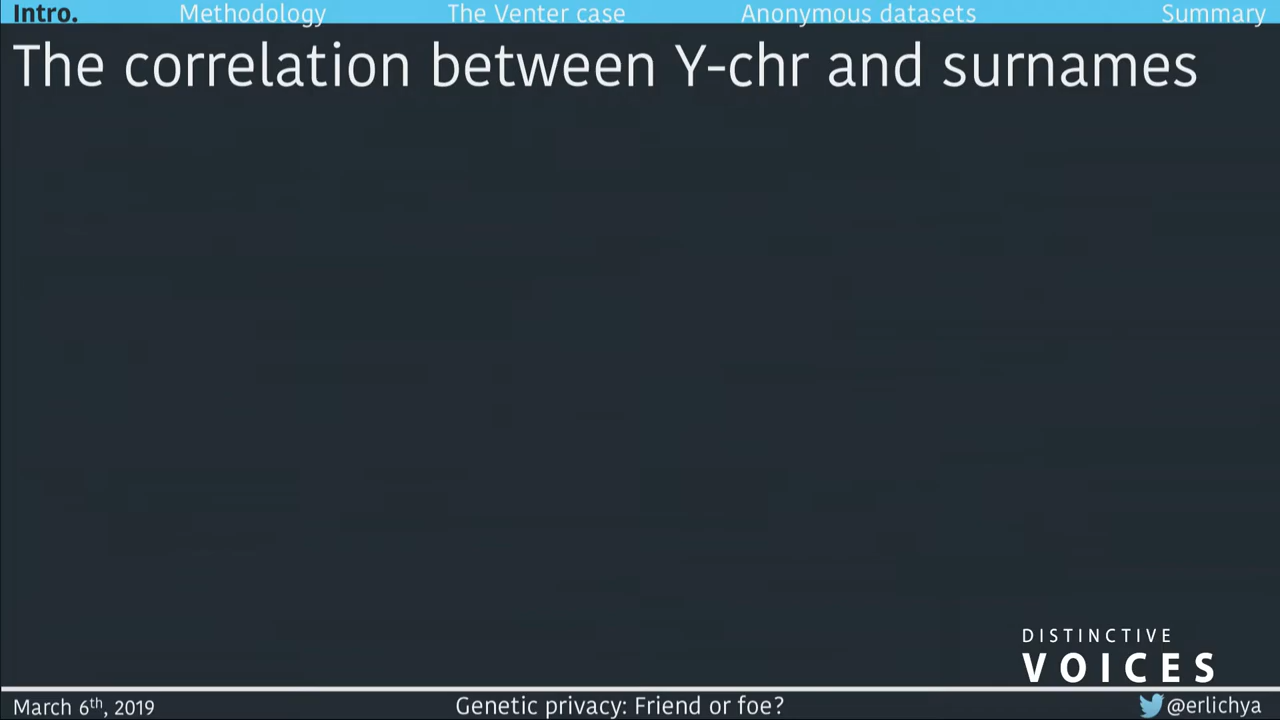 Intro. Methodology The Venter case Anonymous datasets Summary
The correlation between Y-chr and surnames
DISTINCTIVE
VOICES
March 6th, 2019 Genetic privacy: Friend or foe? @erlichya